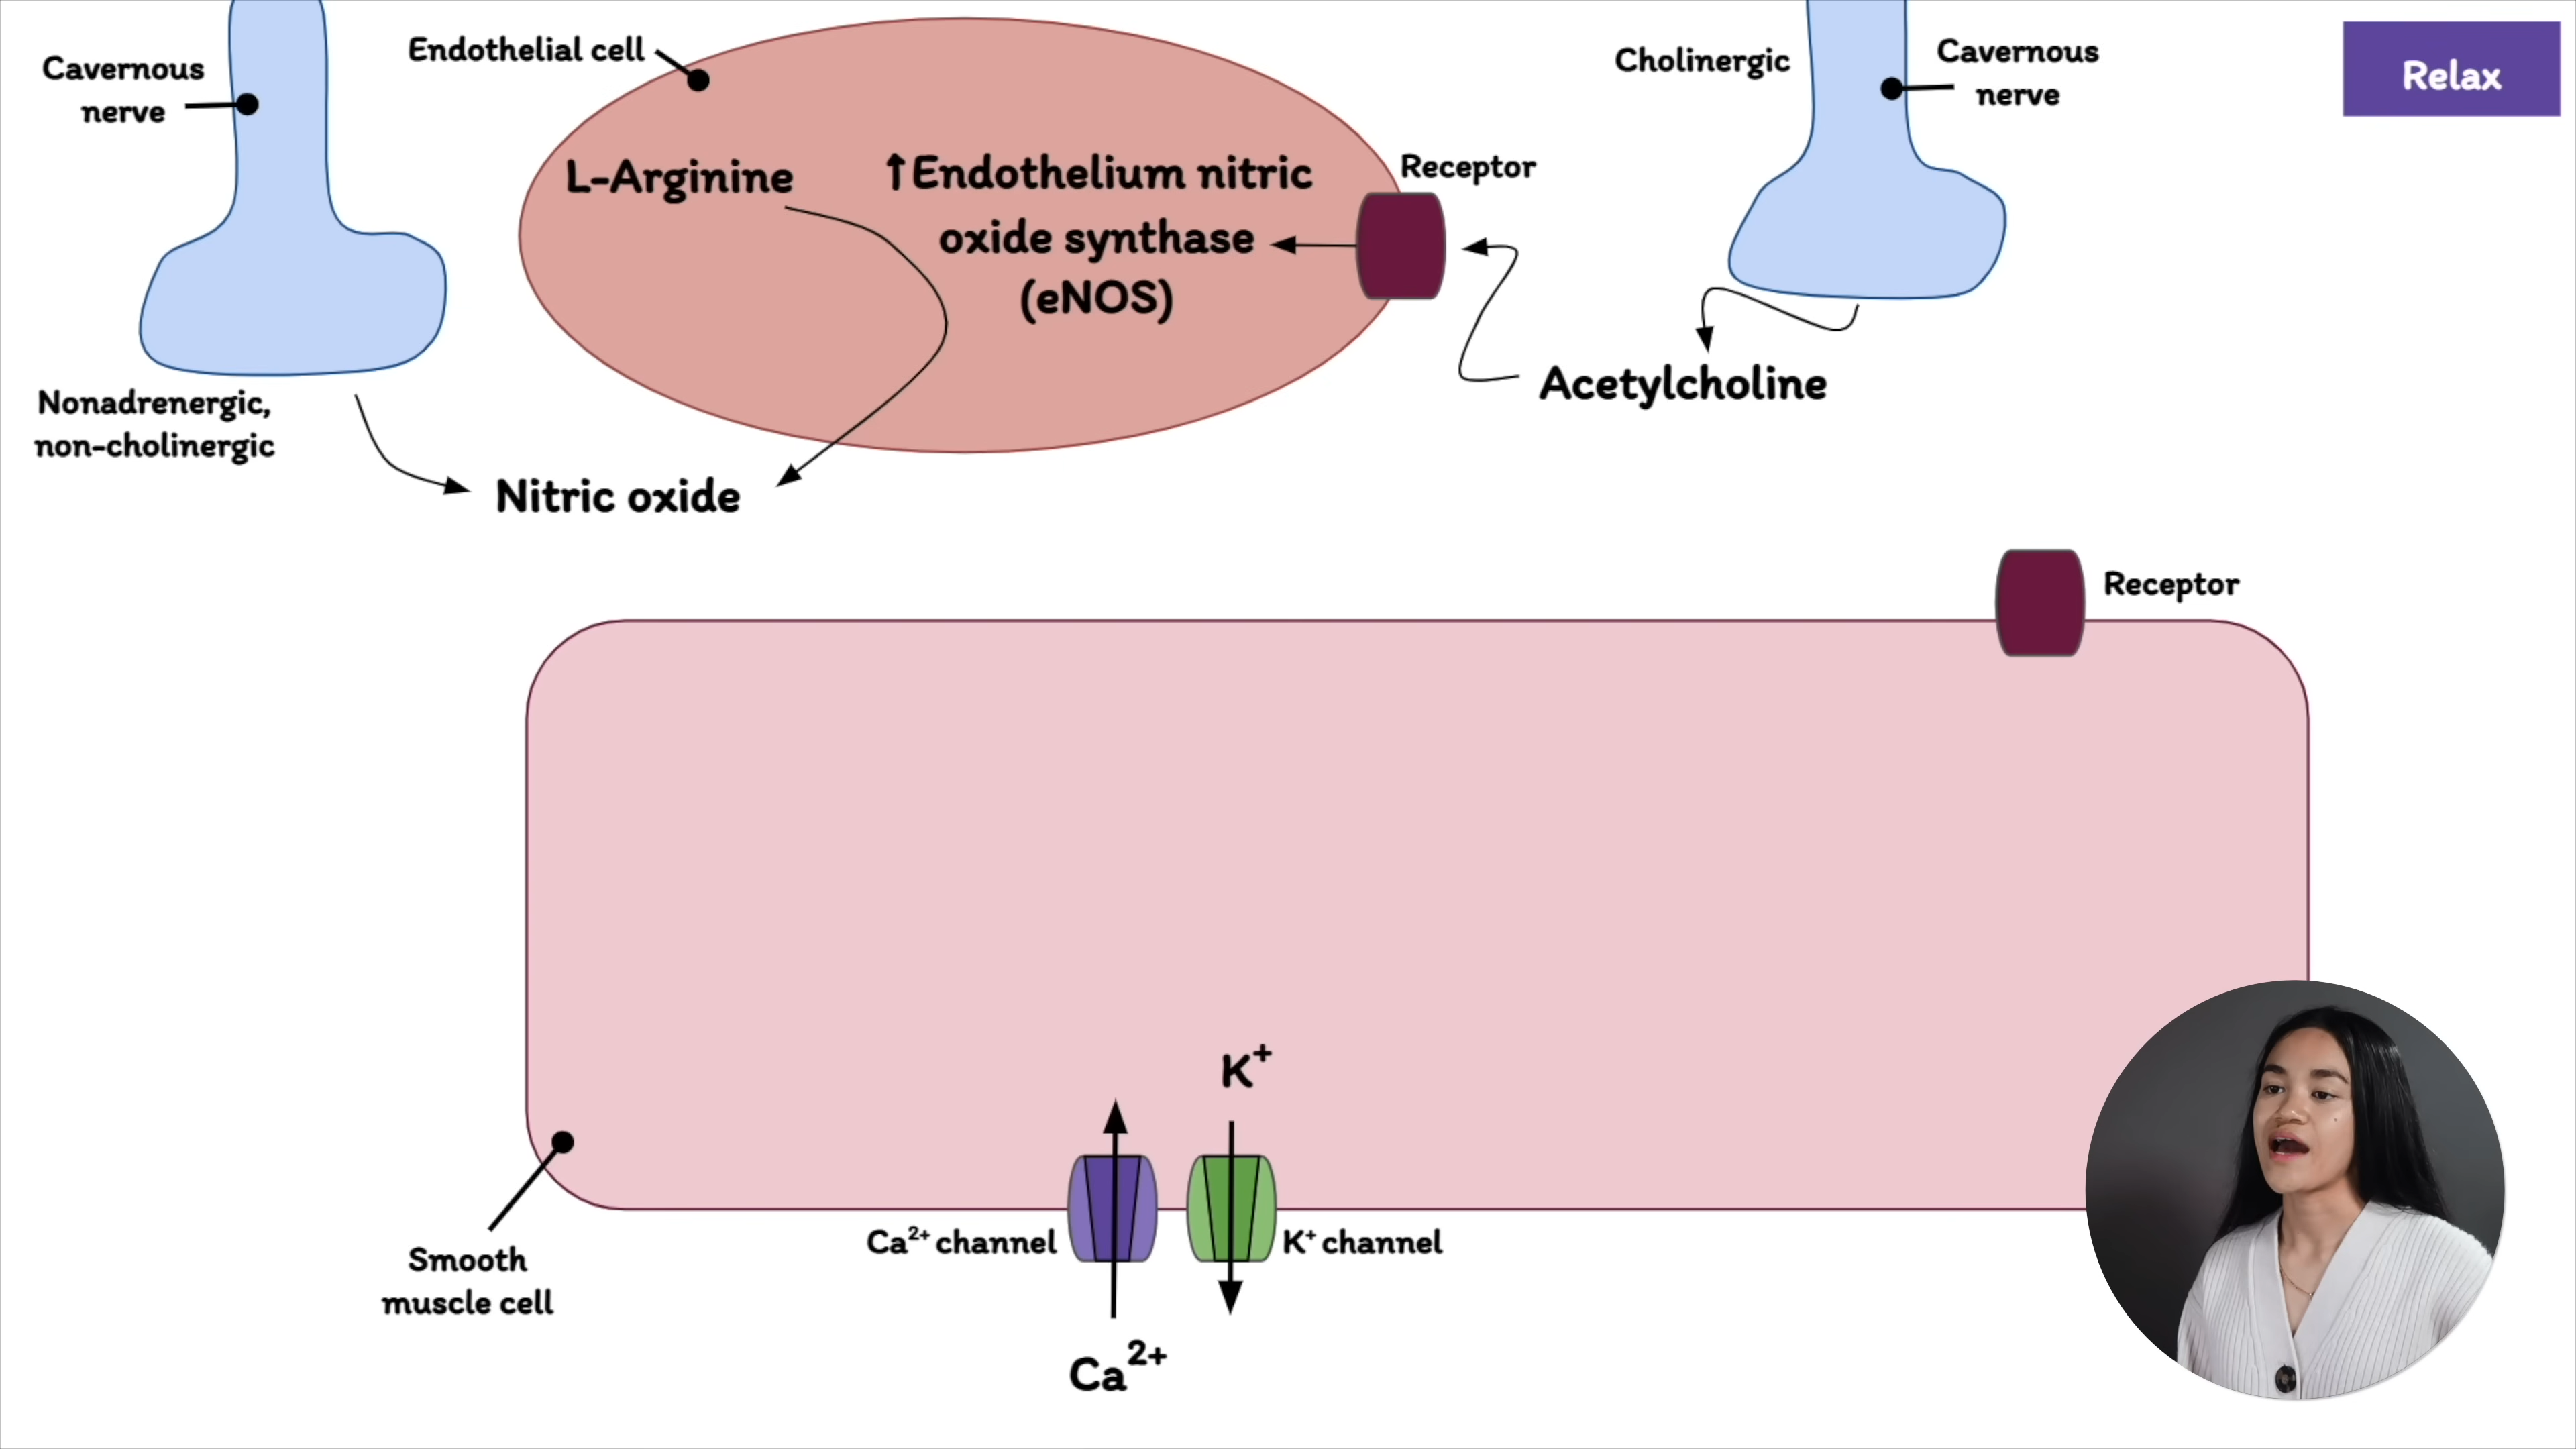 Cavernous
nerve
Endothelial cell
Cholinergic
Cavernous
nerve
Relax
L-Arginine
↑Endothelium nitric
oxide synthase
(eNOS)
Receptor
Acetylcholine
Nonadrenergic,
non-cholinergic
Nitric oxide
Receptor
K⁺
Ca²⁺ channel
K⁺ channel
Smooth
muscle cell
Ca²⁺